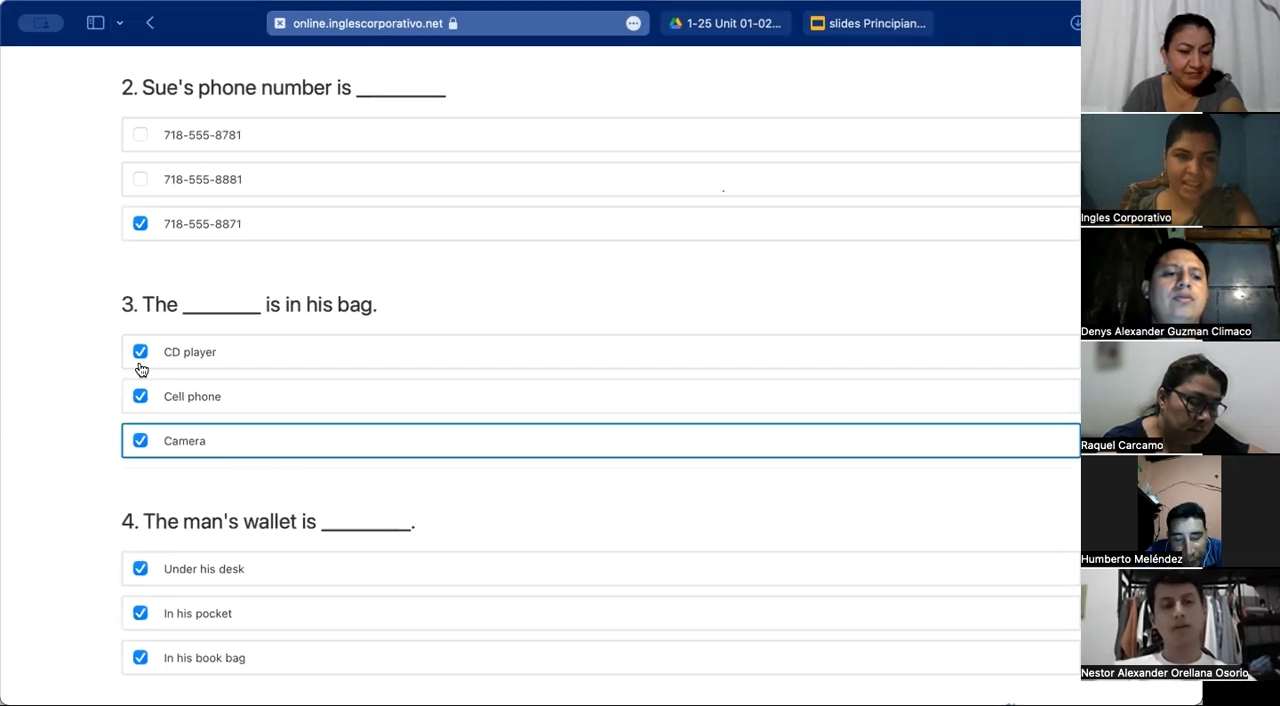 online.inglescorporativo.net
1-25 Unit 01-02...
slides Principian...
2. Sue's phone number is _________
718-555-8781
718-555-8881
718-555-8871
3. The ________ is in his bag.
CD player
Cell phone
Camera
4. The man's wallet is _________.
Under his desk
In his pocket
In his book bag
Ingles Corporativo
Denys Alexander Guzman Climaco
Raquel Carcamo
Humberto Meléndez
Nestor Alexander Orellana Osorio